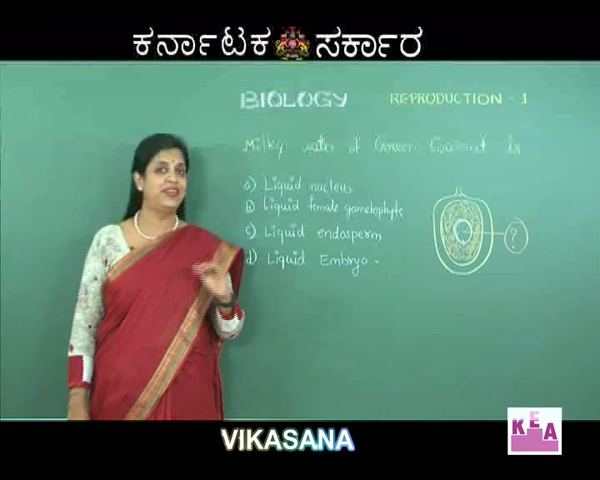 ಕರ್ನಾಟಕ ಸರ್ಕಾರ
BIOLOGY REPRODUCTION - 1
Milky water of Green Coconut is
a) Liquid nucleus
b) Liquid female gametophyte
c) Liquid endosperm
d) Liquid Embryo -
?
VIKASANA
KEA